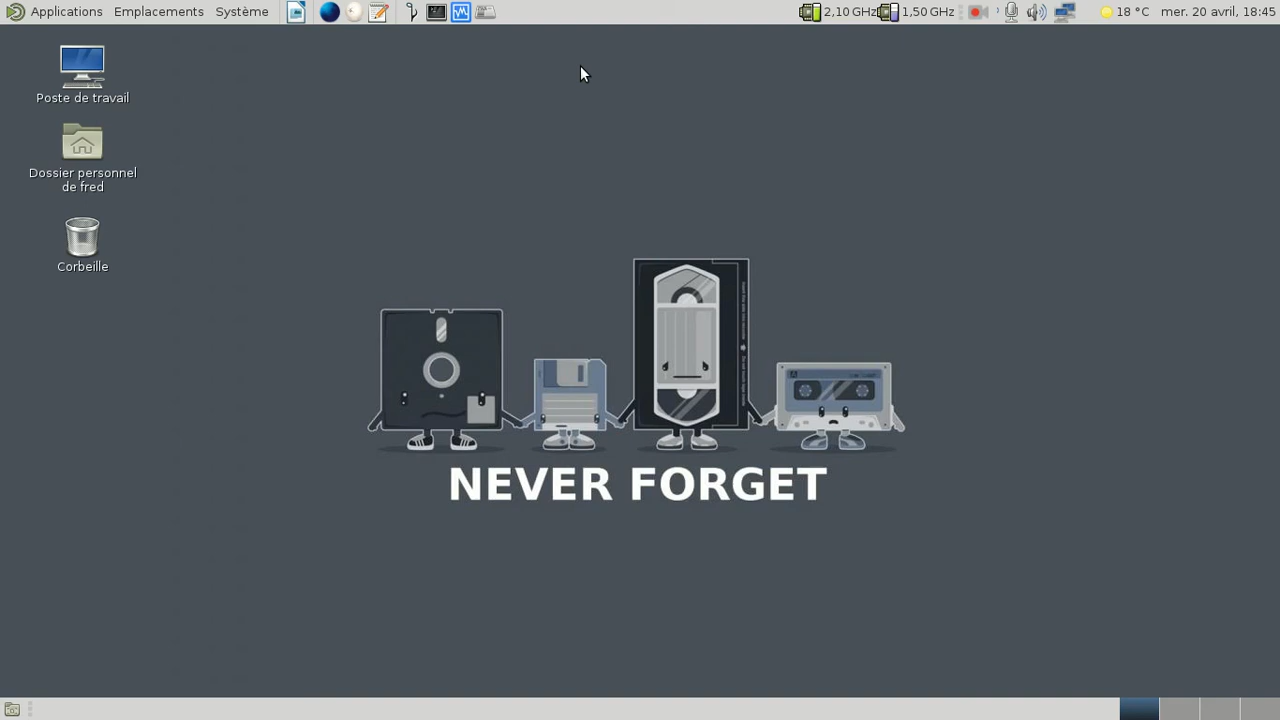 Applications Emplacements Système 2,10 GHz 1,50 GHz 18 °C mer. 20 avril, 18:45
Poste de travail
Dossier personnel
de fred
Corbeille
NEVER FORGET